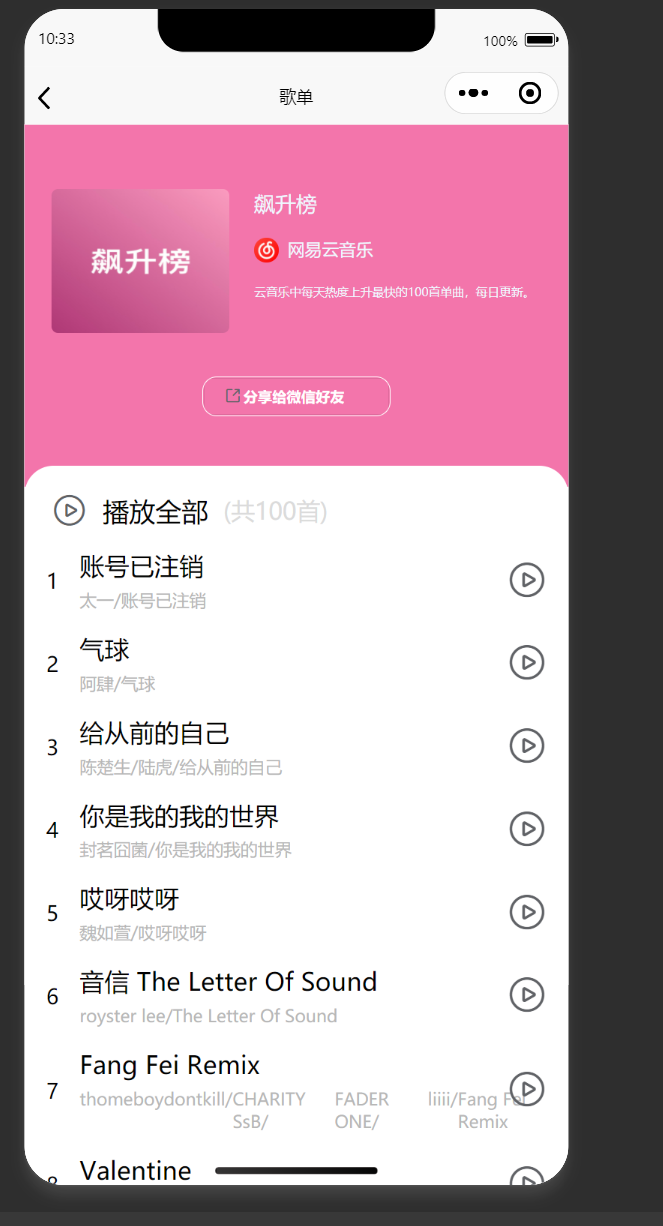 10:33
100%
歌单
飙升榜
飙升榜
网易云音乐
云音乐中每天热度上升最快的100首单曲，每日更新。
分享给微信好友
播放全部 (共100首)
1
账号已注销
太一/账号已注销
2
气球
阿肆/气球
3
给从前的自己
陈楚生/陆虎/给从前的自己
4
你是我的我的世界
封茗囧菌/你是我的我的世界
5
哎呀哎呀
魏如萱/哎呀哎呀
6
音信 The Letter Of Sound
royster lee/The Letter Of Sound
7
Fang Fei Remix
thomeboydontkill/CHARITY FADER liiii/Fang Fei
SsB/ ONE/ Remix
8
Valentine